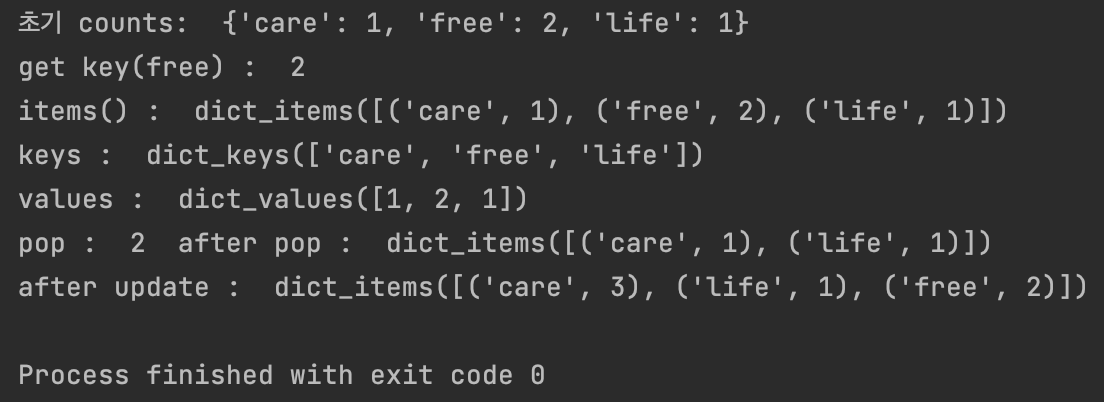 초기 counts:  {'care': 1, 'free': 2, 'life': 1}
get key(free) :  2
items() :  dict_items([('care', 1), ('free', 2), ('life', 1)])
keys :  dict_keys(['care', 'free', 'life'])
values :  dict_values([1, 2, 1])
pop :  2  after pop :  dict_items([('care', 1), ('life', 1)])
after update :  dict_items([('care', 3), ('life', 1), ('free', 2)])
Process finished with exit code 0